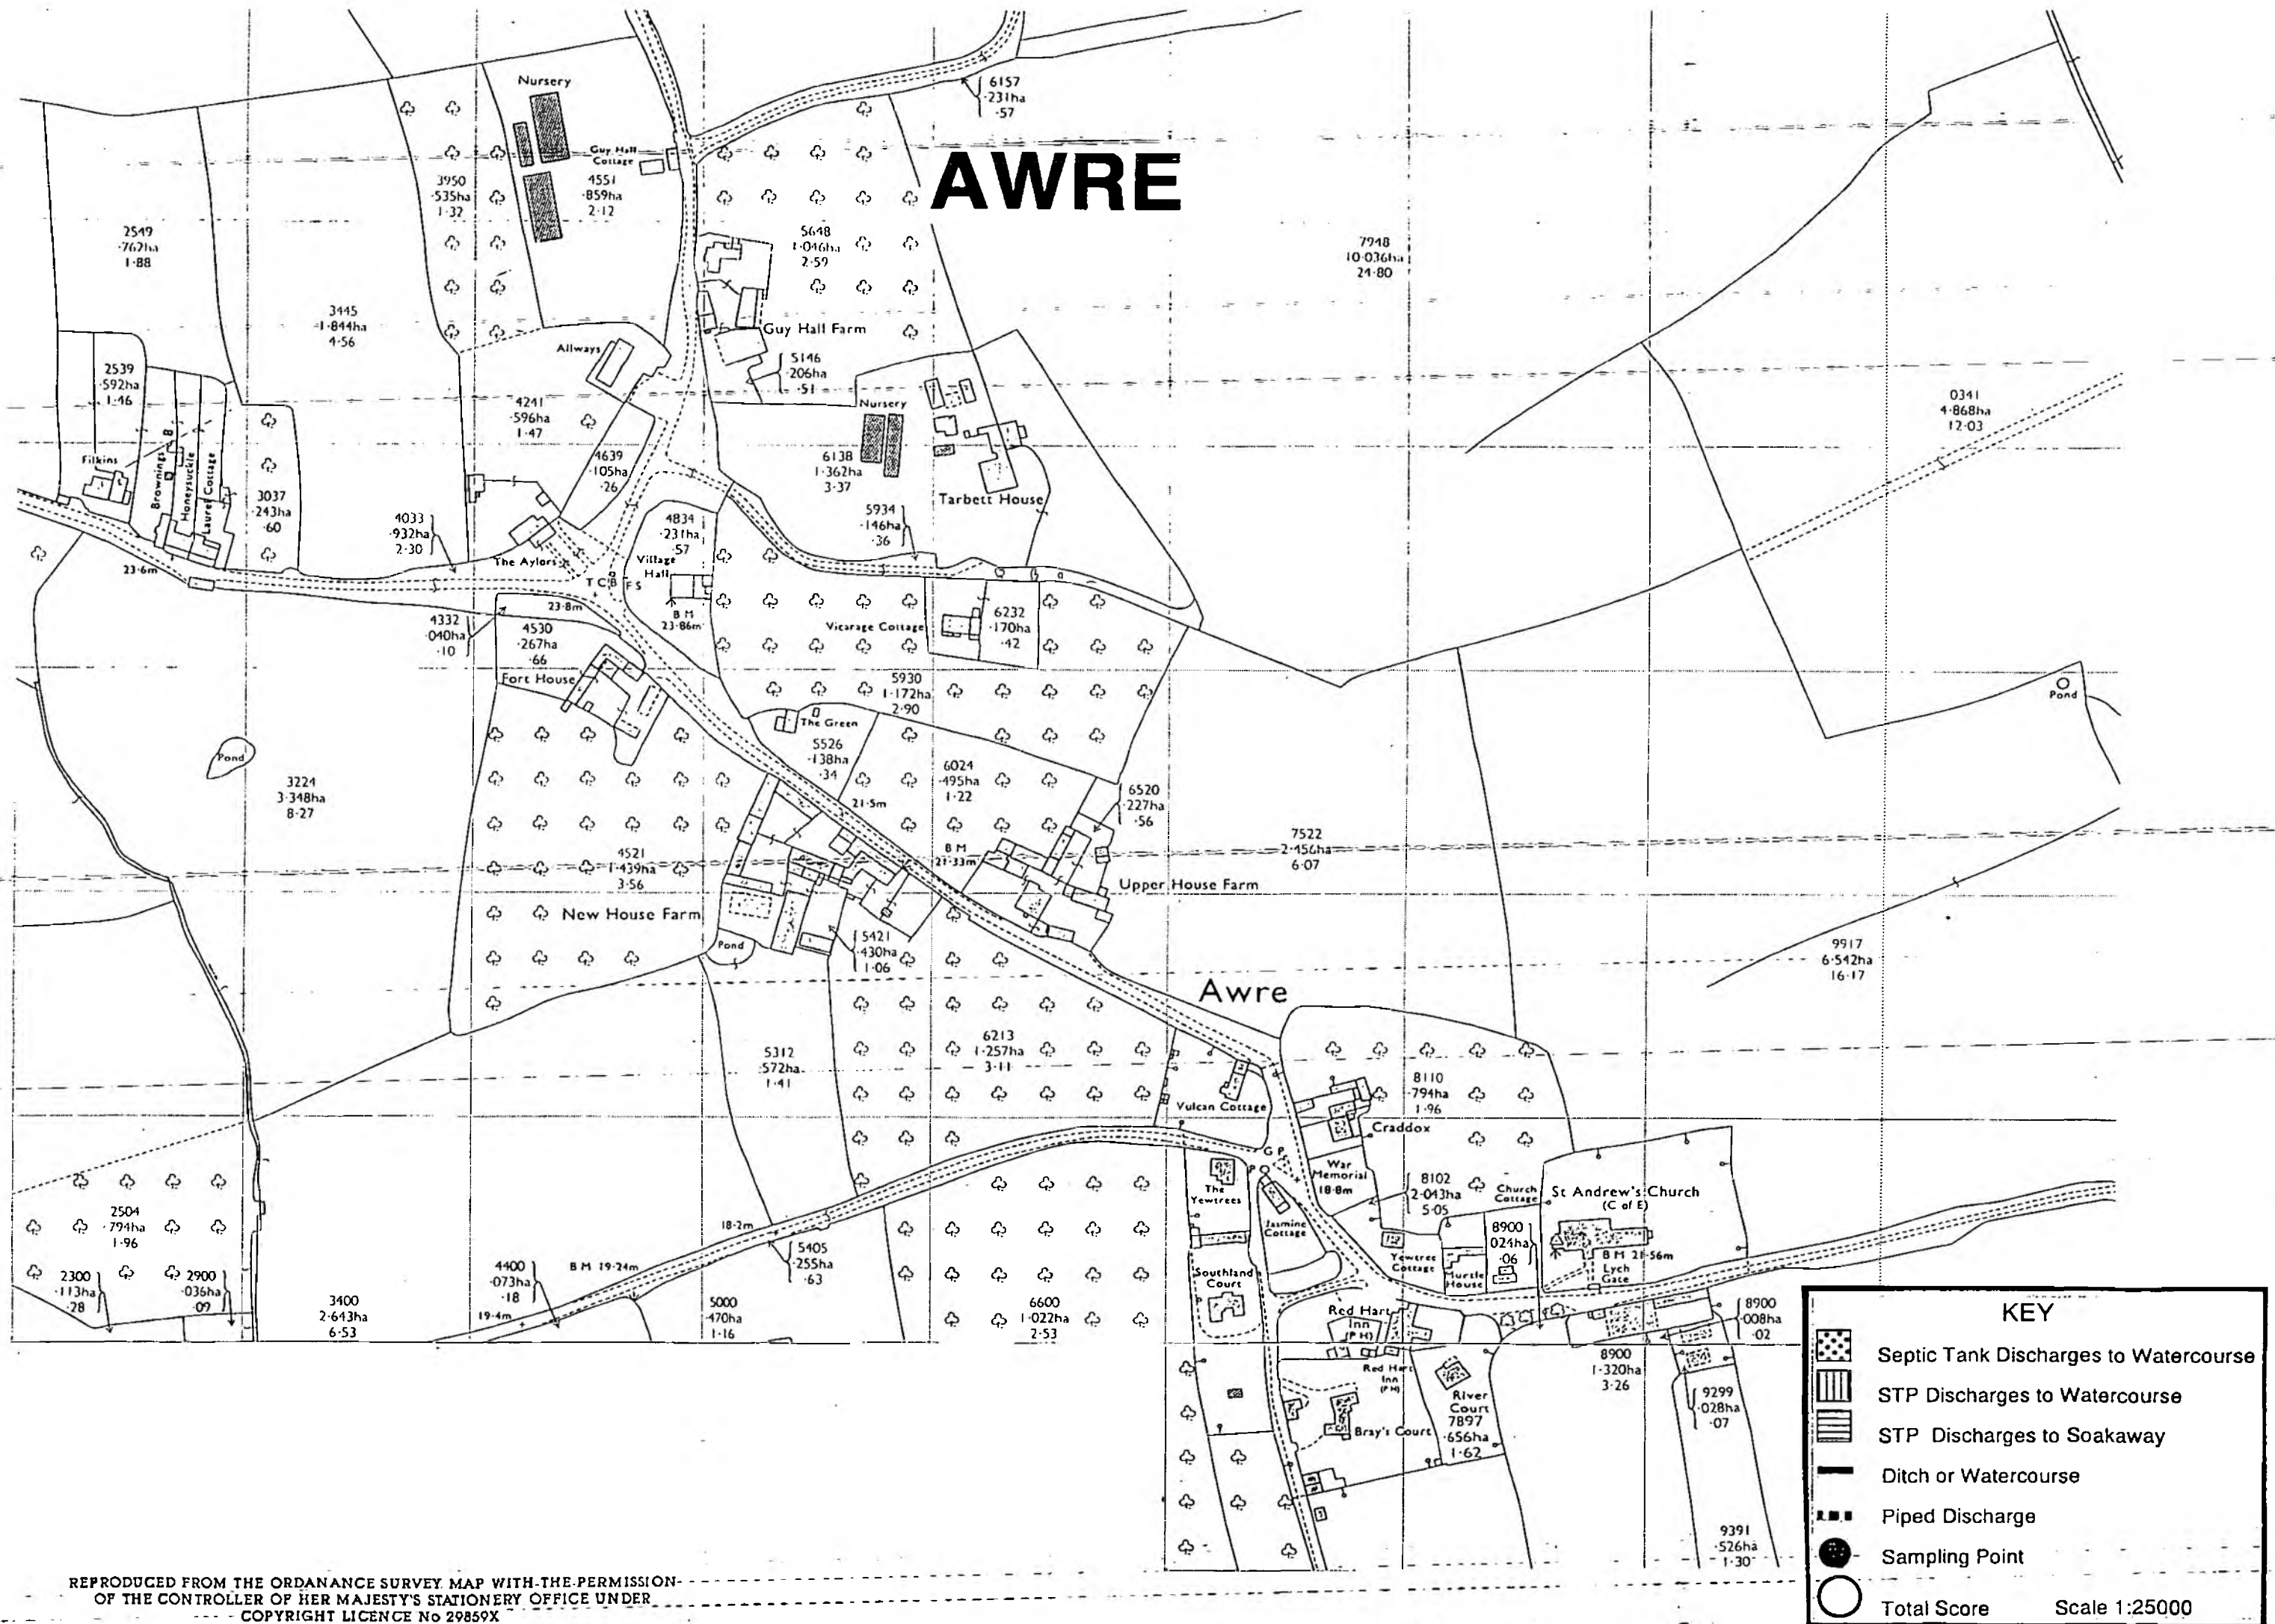 AWRE
Nursery
Guy Hall
Cottage
4551
·859ha
2·12
6157
·231ha
·57
3950
·535ha
1·32
2549
·762ha
1·88
5648
1·046ha
2·59
7948
10·036ha
24·80
3445
1·844ha
4·56
Guy Hall Farm
Allways
5146
·206ha
·51
2539
·592ha
1·46
4241
·596ha
1·47
Nursery
0341
4·868ha
12·03
Filkins
Brownings
Honeysuckle
Laurel Cottage
4639
·105ha
·26
6138
1·362ha
3·37
Tarbett House
3037
·243ha
·60
4033
·932ha
2·30
4834
·231ha
·57
5934
·146ha
·36
23·6m
The Aylors
Village
Hall
T C B
F S
23·8m
B M
23·86m
4332
·040ha
·10
4530
·267ha
·66
Vicarage Cottage
6232
·170ha
·42
Fort House
5930
1·172ha
2·90
Pond
The Green
5526
·138ha
·34
Pond
3224
3·348ha
8·27
6024
·495ha
1·22
6520
·227ha
·56
21·5m
7522
2·456ha
6·07
B M
21·33m
4521
1·439ha
3·56
Upper House Farm
New House Farm
Pond
5421
·430ha
1·06
9917
6·542ha
16·17
Awre
5312
·572ha
1·41
6213
1·257ha
3·11
8110
·794ha
1·96
Vulcan Cottage
Craddox
G P
P O
War
Memorial
18·8m
8102
2·043ha
5·05
Church
Cottage
St Andrew's Church
(C of E)
The
Yewtrees
Jasmine
Cottage
2504
·794ha
1·96
18·2m
8900
·024ha
·06
B M 21·56m
Lych
Gate
Yewtree
Cottage
Myrtle
House
5405
·255ha
·63
4400
·073ha
·18
B M 19·24m
Southland
Court
2300
·113ha
·28
2900
·036ha
·09
3400
2·643ha
6·53
19·4m
5000
·470ha
1·16
6600
1·022ha
2·53
Red Hart
Inn
(P H)
8900
·008ha
·02
Red Hart
Inn
(P H)
8900
1·320ha
3·26
River
Court
7897
·656ha
1·62
9299
·028ha
·07
Bray's Court
9391
·526ha
1·30
KEY
Septic Tank Discharges to Watercourse
STP Discharges to Watercourse
STP Discharges to Soakaway
Ditch or Watercourse
Piped Discharge
Sampling Point
Total Score Scale 1:25000
REPRODUCED FROM THE ORDANANCE SURVEY MAP WITH THE PERMISSION
OF THE CONTROLLER OF HER MAJESTY'S STATIONERY OFFICE UNDER
COPYRIGHT LICENCE No 29859X